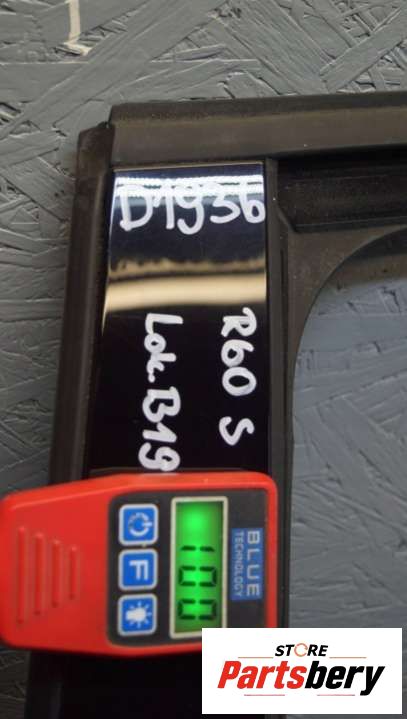 D1936
R60 S
Lok.B19
BLUE
TECHNOLOGY
100
F
STORE
Partsbery